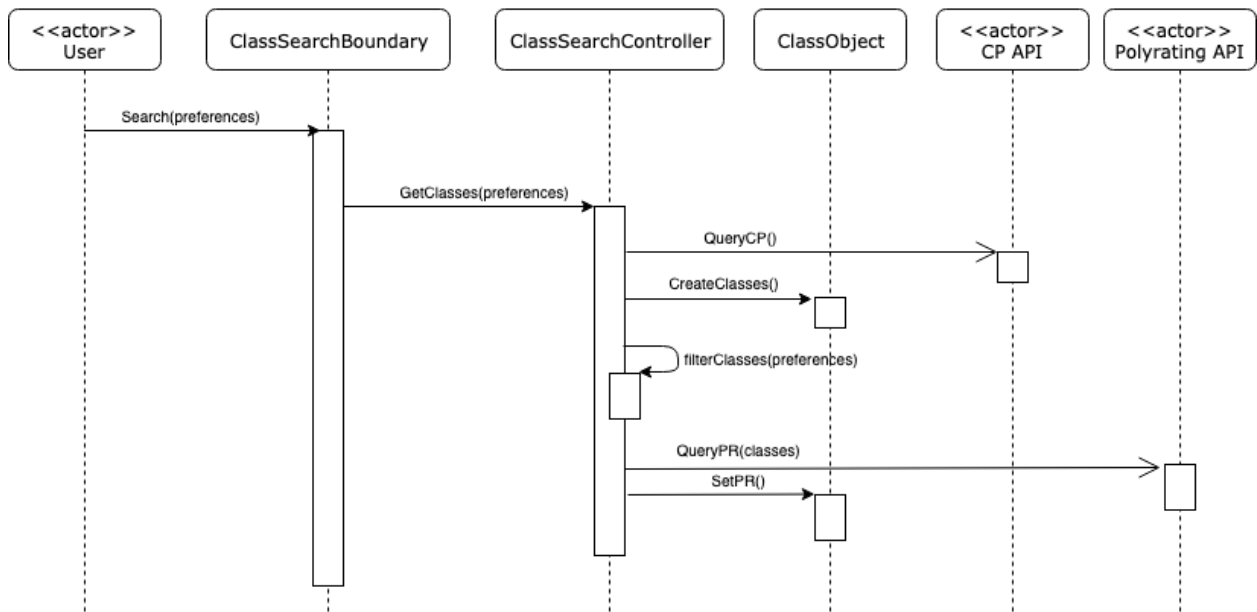 <<actor>>
User
ClassSearchBoundary
ClassSearchController
ClassObject
<<actor>>
CP API
<<actor>>
Polyrating API
Search(preferences)
GetClasses(preferences)
QueryCP()
CreateClasses()
filterClasses(preferences)
QueryPR(classes)
SetPR()